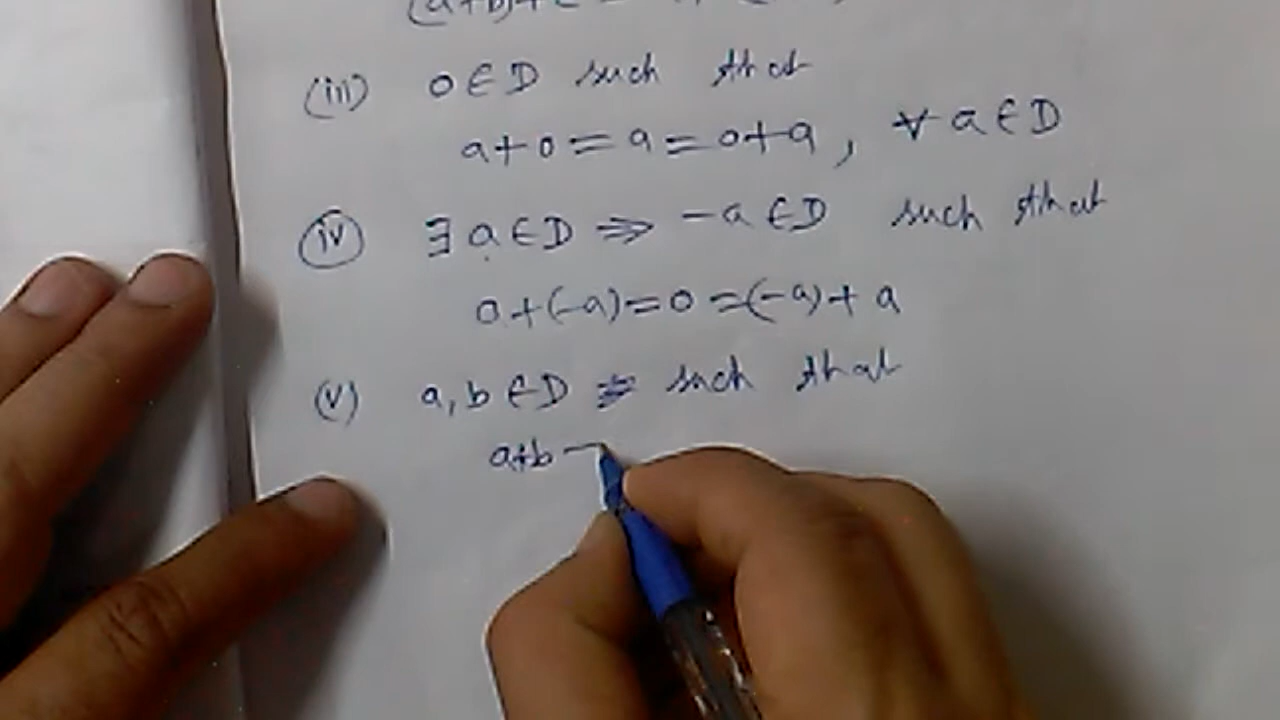 (a+b)+c =
(iii) 0 ∈ D such that
a+0=a=0+a, ∀ a ∈ D
(iv) ∃ a ∈ D ⇒ -a ∈ D such that
a+(-a)=0=(-a)+a
(v) a, b ∈ D such that
a+b